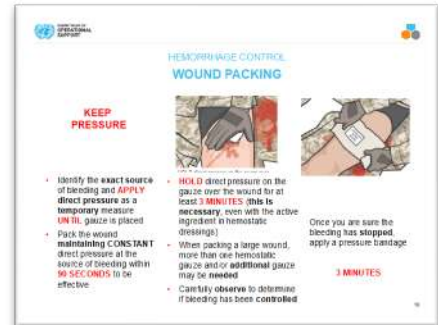 DEPARTMENT OF
OPERATIONAL
SUPPORT
HEMORRHAGE CONTROL
WOUND PACKING
KEEP
PRESSURE
• Identify the exact source
of bleeding and APPLY
direct pressure as a
temporary measure
UNTIL gauze is placed
• Pack the wound
maintaining CONSTANT
direct pressure at the
source of bleeding within
90 SECONDS to be
effective
• HOLD direct pressure on the
gauze over the wound for at
least 3 MINUTES (this is
necessary, even with the active
ingredient in hemostatic
dressings)
• When packing a large wound,
more than one hemostatic
gauze and/or additional gauze
may be needed
• Carefully observe to determine
if bleeding has been controlled
Once you are sure the
bleeding has stopped,
apply a pressure bandage
3 MINUTES